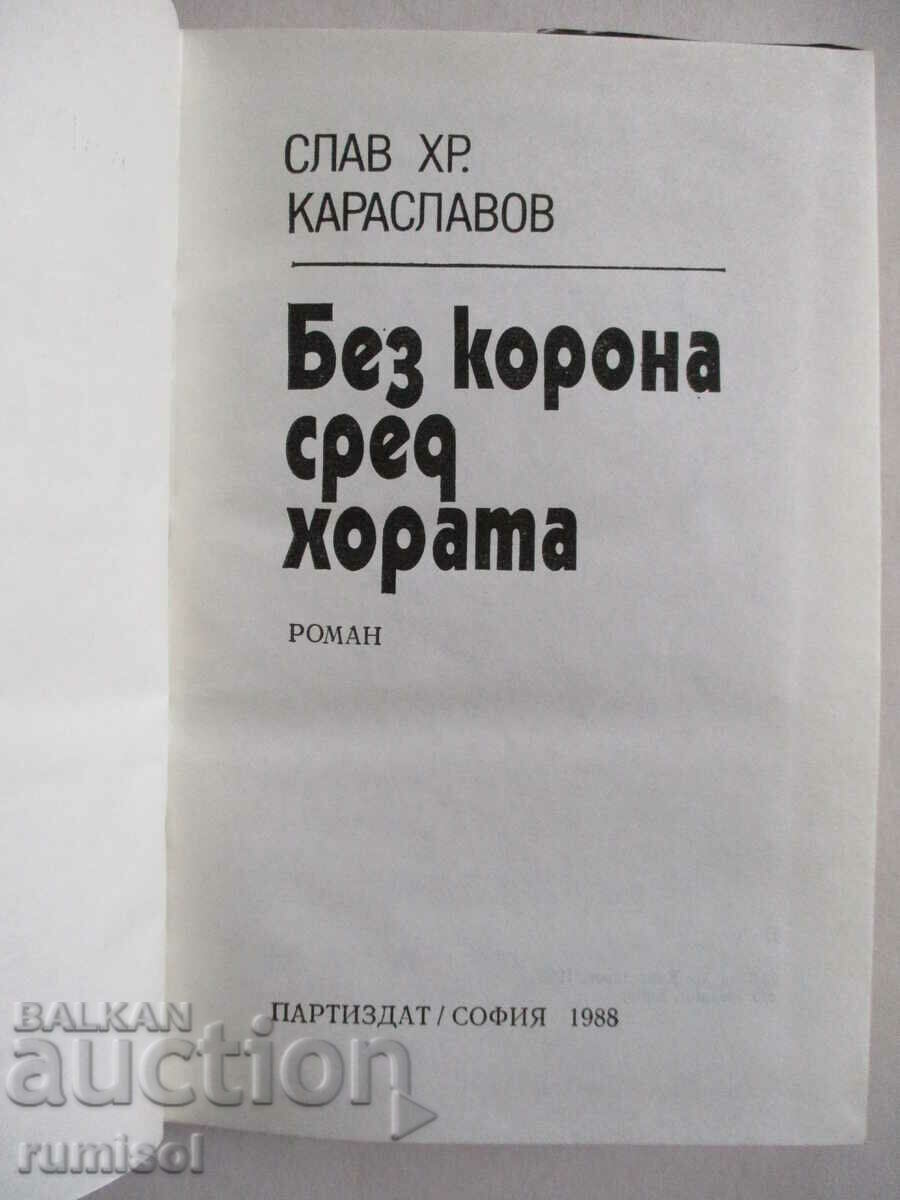 СЛАВ ХР.
КАРАСЛАВОВ
Без корона
сред
хората
РОМАН
ПАРТИЗДАТ / СОФИЯ 1988
BALKAN
auction
rumisol